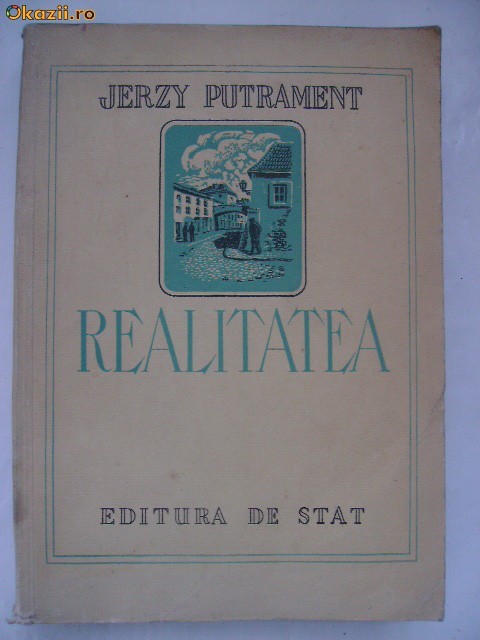 Okazii.ro
JERZY PUTRAMENT
REALITATEA
EDITURA DE STAT